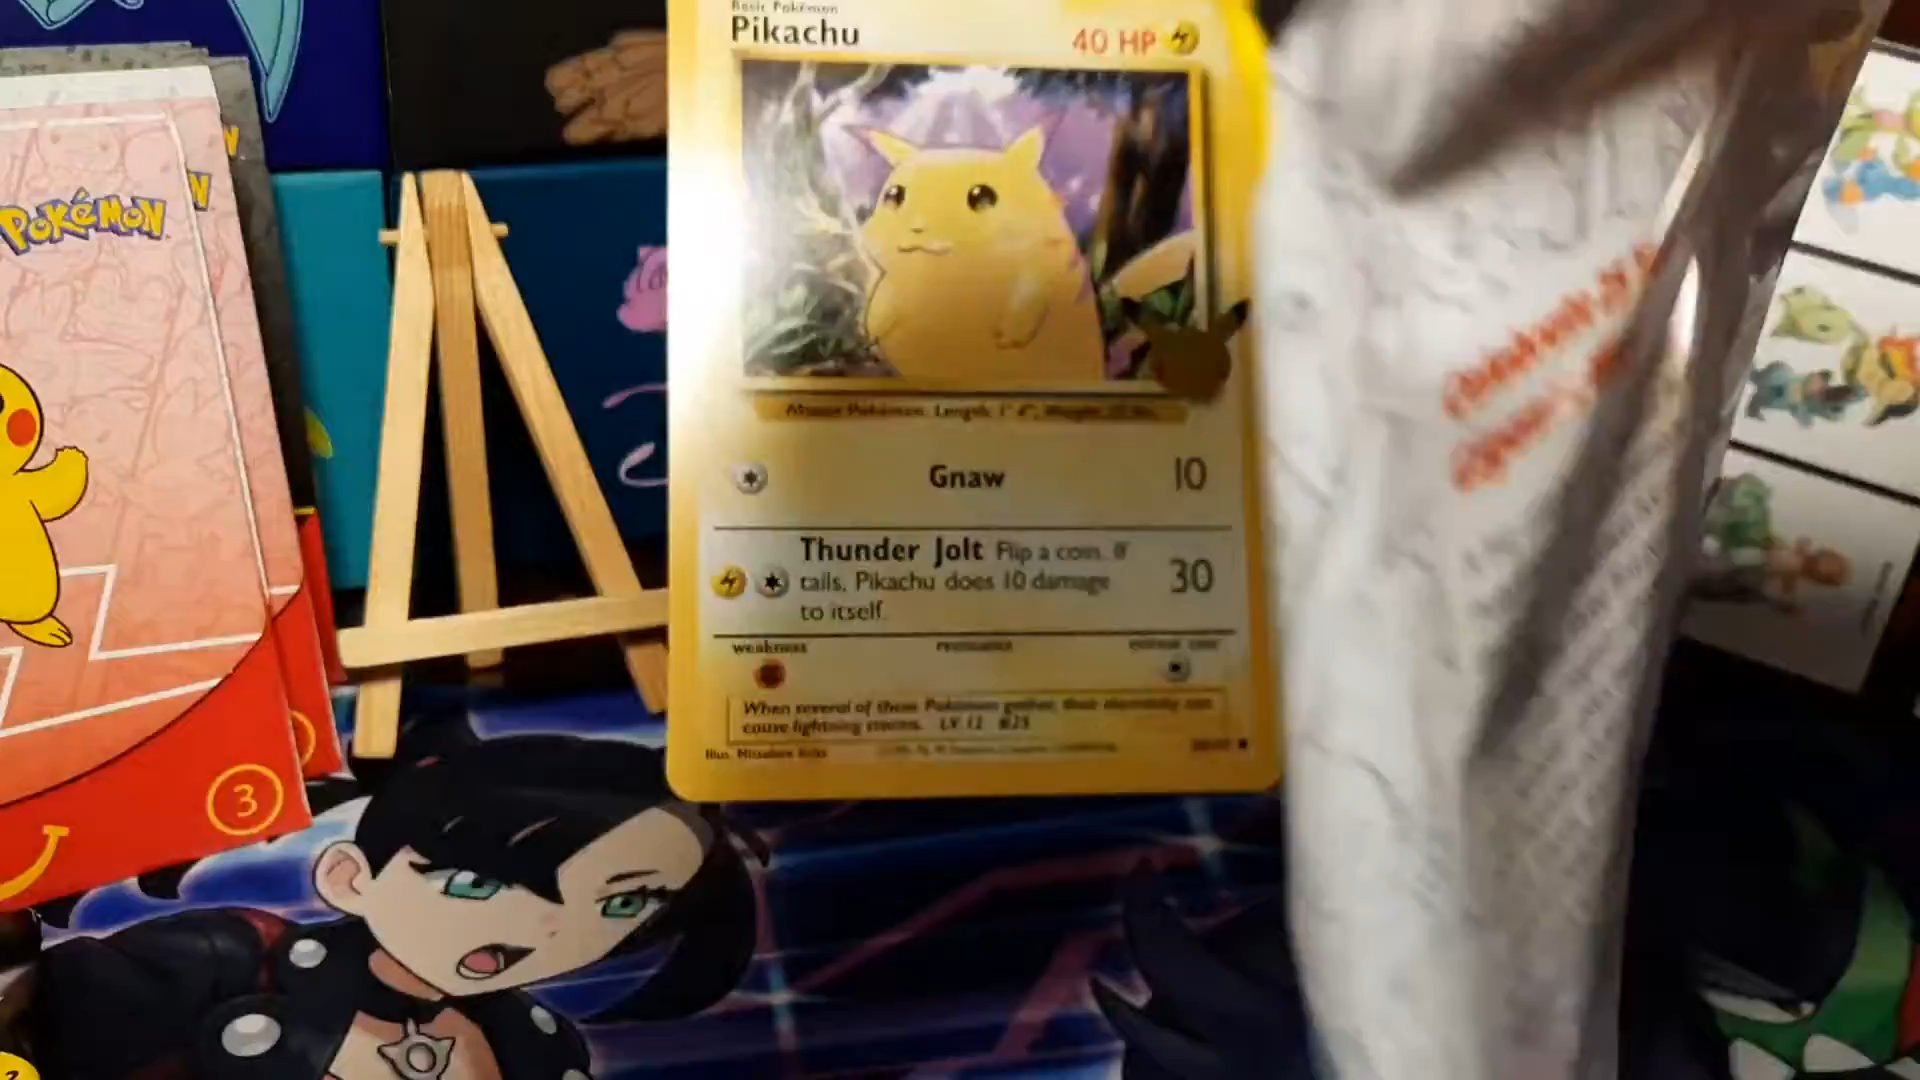 Basic Pokémon
Pikachu
40 HP
POKéMON
N
N
Gnaw
10
Thunder Jolt Flip a coin. If
tails, Pikachu does 10 damage
to itself.
30
weakness
resistance
retreat cost
When several of these Pokémon gather, their electricity can
cause lightning storms. LV. 12 #25
Illus. Mitsuhiro Arita
3